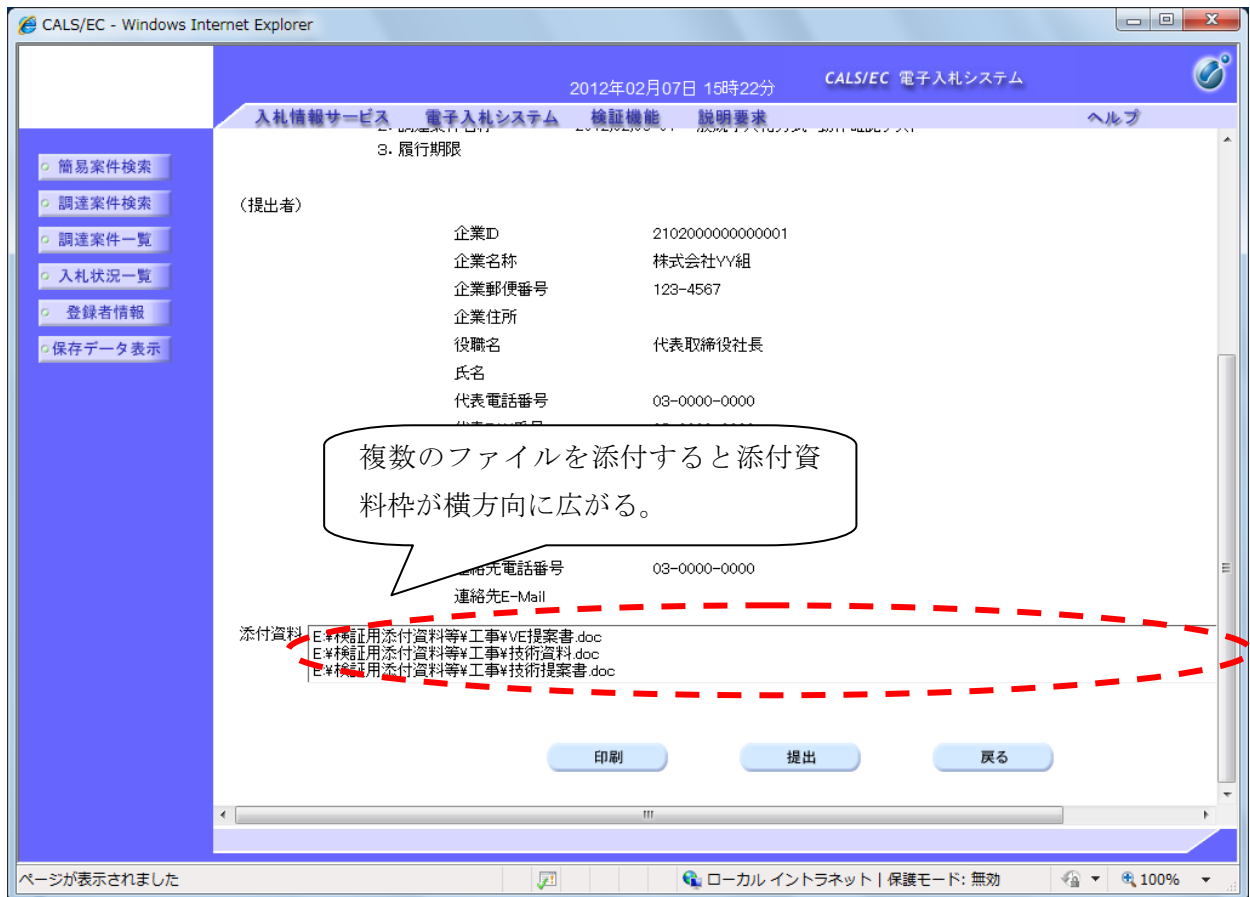 CALS/EC - Windows Internet Explorer
2012年02月07日 15時22分
CALS/EC 電子入札システム
入札情報サービス 電子入札システム 検証機能 説明要求 ヘルプ
簡易案件検索
調達案件検索
調達案件一覧
入札状況一覧
登録者情報
保存データ表示
3. 履行期限
（提出者）
企業ID 2102000000000001
企業名称 株式会社YY組
企業郵便番号 123-4567
企業住所
役職名 代表取締役社長
氏名
代表電話番号 03-0000-0000
複数のファイルを添付すると添付資
料枠が横方向に広がる。
連絡先電話番号 03-0000-0000
連絡先E-Mail
添付資料
E:¥検証用添付資料等¥工事¥VE提案書.doc
E:¥検証用添付資料等¥工事¥技術資料.doc
E:¥検証用添付資料等¥工事¥技術提案書.doc
印刷 提出 戻る
ページが表示されました
ローカル イントラネット | 保護モード: 無効
100%